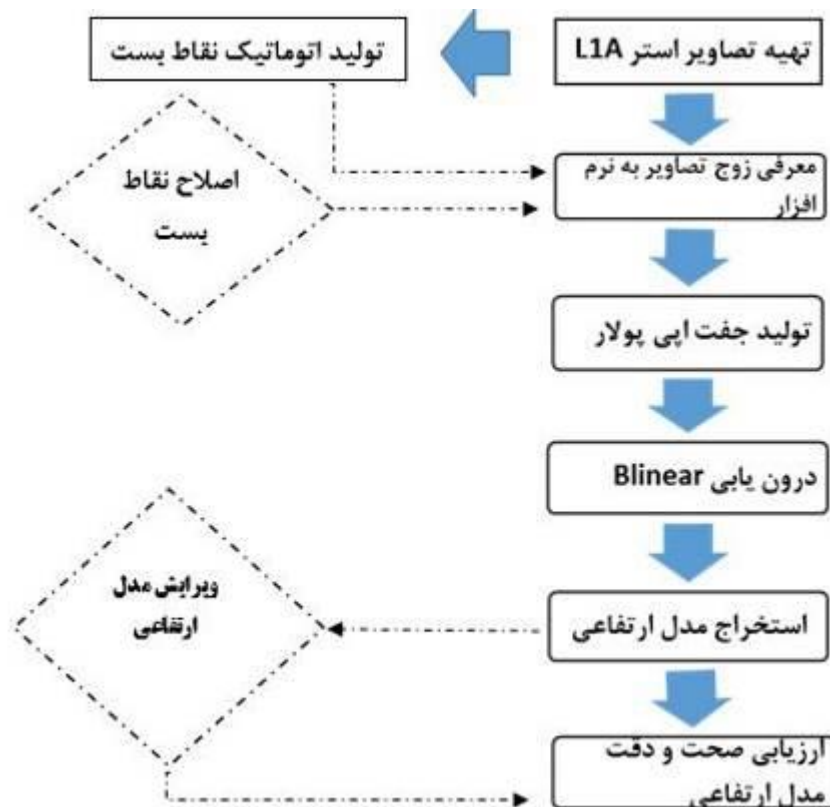 تهیه تصاویر استر L1A
تولید اتوماتیک نقاط بست
معرفی زوج تصاویر به نرم
افزار
اصلاح نقاط
بست
تولید جفت اپی پولار
درون یابی Blinear
استخراج مدل ارتفاعی
ویرایش مدل
ارتفاعی
ارزیابی صحت و دقت
مدل ارتفاعی